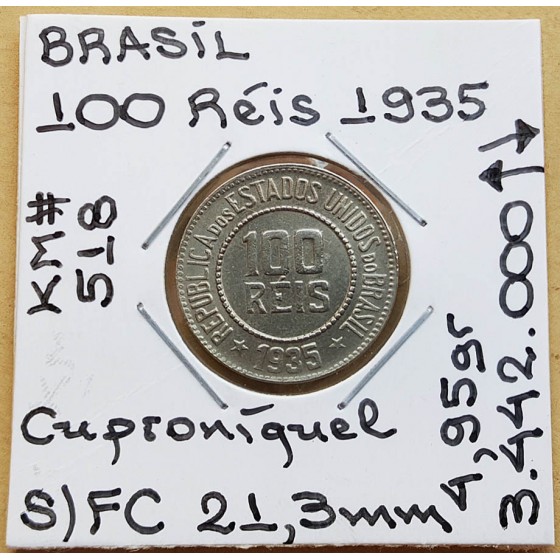 BRASIL
100 Réis 1935
KM#
518
REPUBLICA DOS ESTADOS UNIDOS DO BRASIL
100
RÉIS
★ 1935 ★
4,95gr
3.442.000 ↑↓
Cuproníquel
S)FC 21,3mm